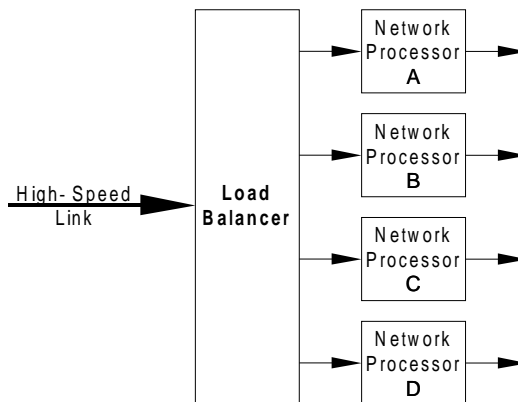 Network
Processor
A
Network
Processor
B
High-Speed
Link
Load
Balancer
Network
Processor
C
Network
Processor
D